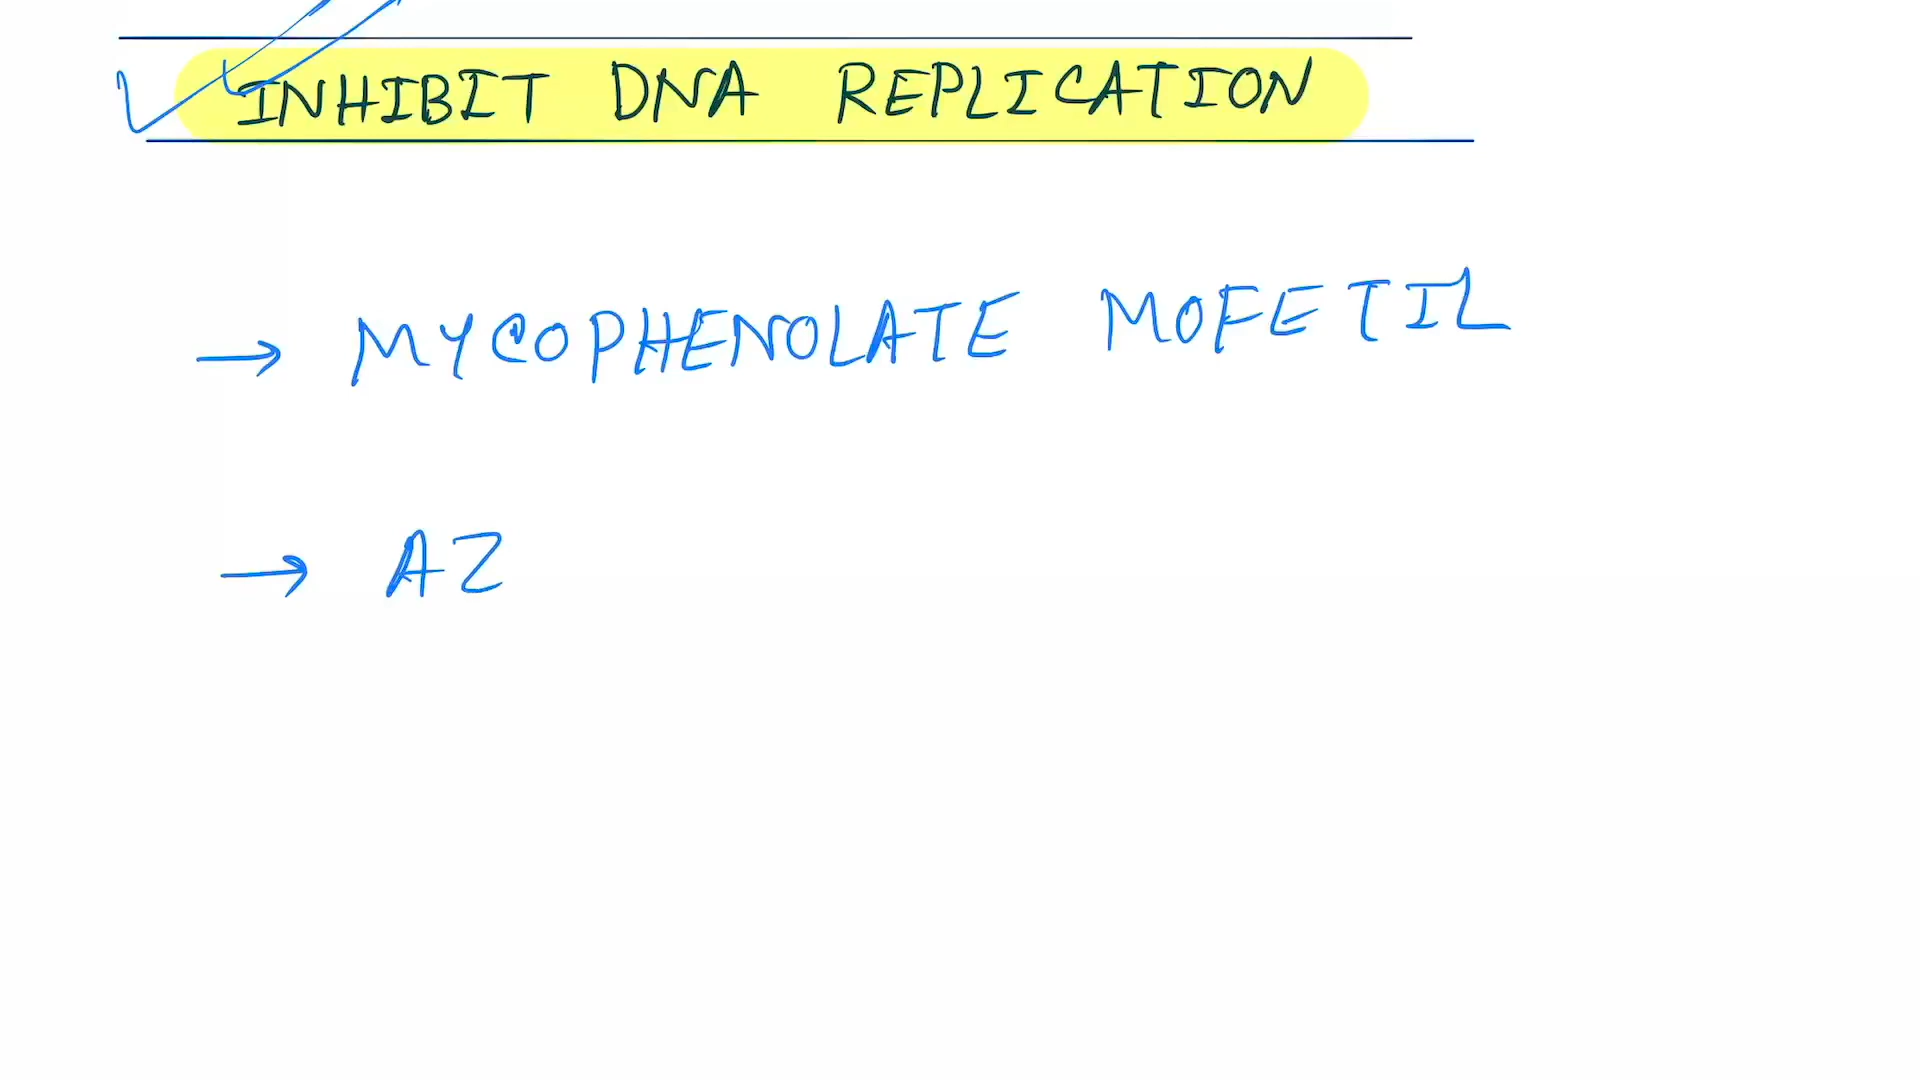 INHIBIT DNA REPLICATION
→ MYCOPHENOLATE MOFETIL
→ AZ